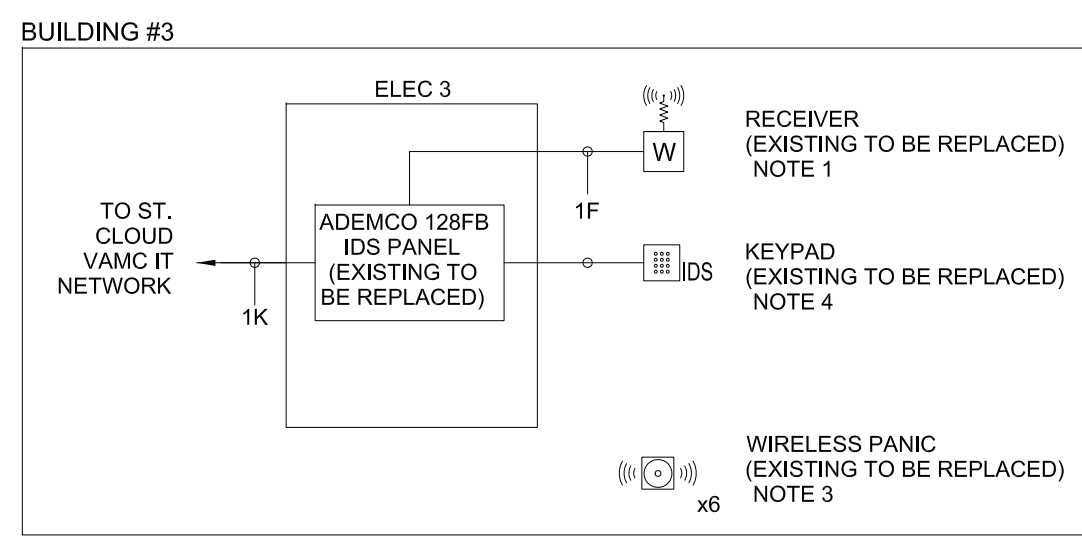 BUILDING #3
ELEC 3
RECEIVER
(EXISTING TO BE REPLACED)
NOTE 1
W
1F
TO ST.
CLOUD
VAMC IT
NETWORK
1K
ADEMCO 128FB
IDS PANEL
(EXISTING TO
BE REPLACED)
IDS
KEYPAD
(EXISTING TO BE REPLACED)
NOTE 4
x6
WIRELESS PANIC
(EXISTING TO BE REPLACED)
NOTE 3